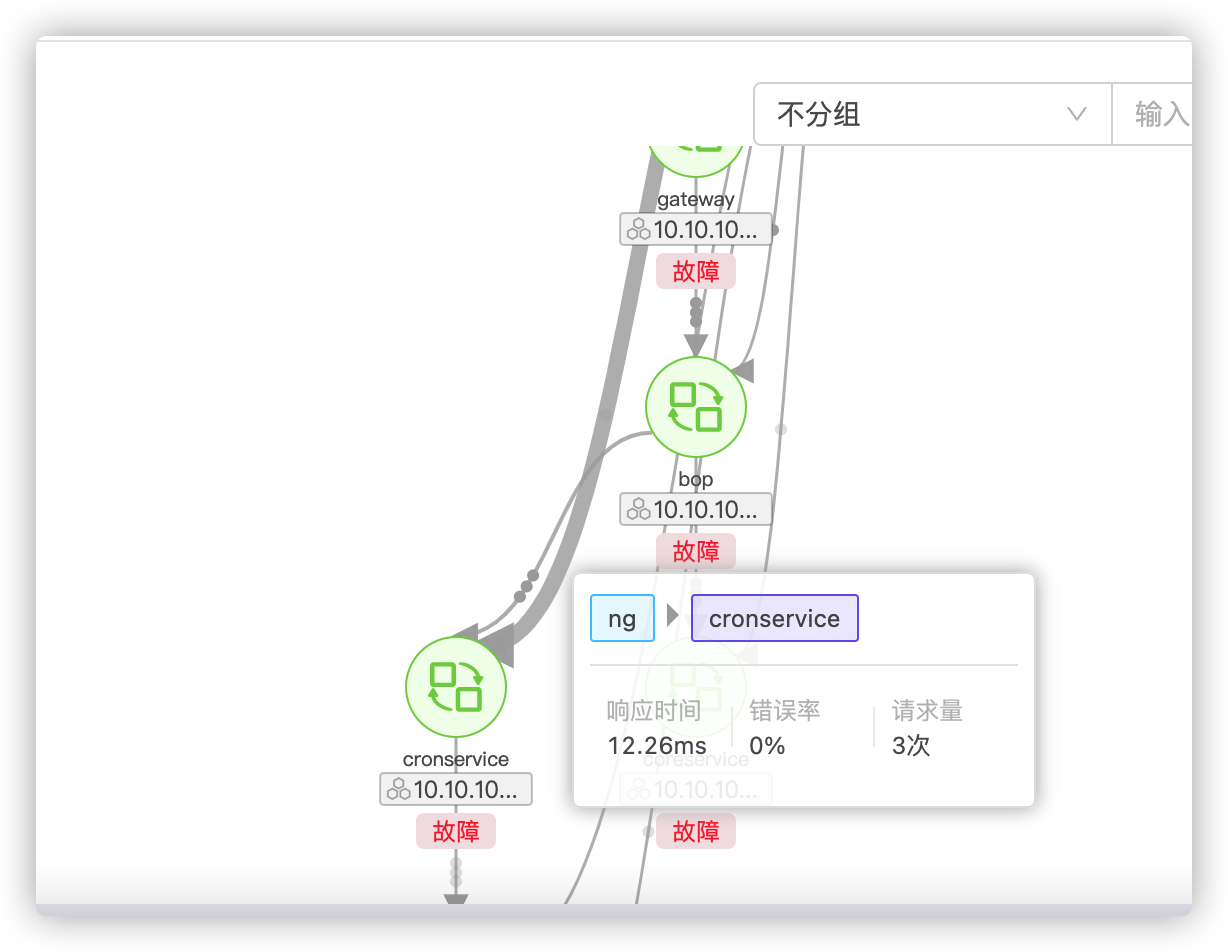 不分组
输入
gateway
10.10.10...
故障
bop
10.10.10...
故障
ng
cronservice
响应时间
错误率
请求量
12.26ms
0%
3次
cronservice
10.10.10...
故障
coreservice
10.10.10...
故障